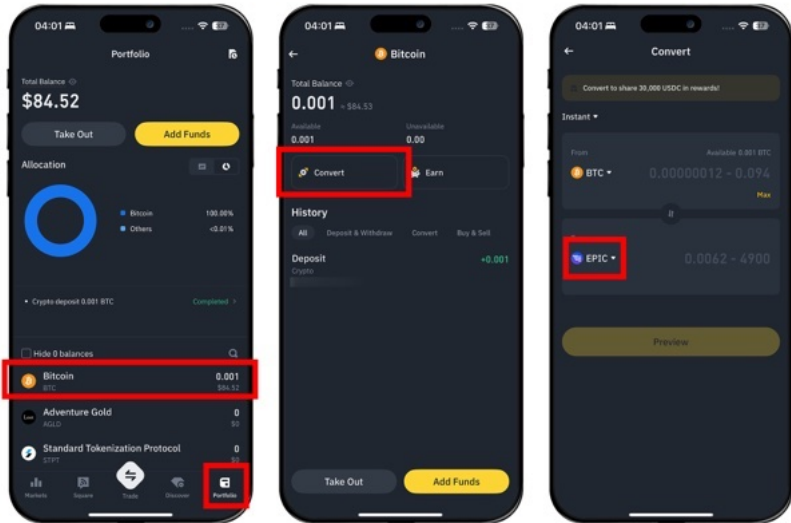 04:01
Portfolio
Total Balance
$84.52
Take Out
Add Funds
Allocation
Bitcoin 100.00%
Others <0.01%
Crypto deposit 0.001 BTC
Completed >
Hide 0 balances
Bitcoin 0.001
BTC $84.52
Adventure Gold 0
AGLD $0
Standard Tokenization Protocol 0
STPT $0
Markets
Square
Trade
Discover
Portfolio
04:01
Bitcoin
Total Balance
0.001 ≈ $84.53
Available Unavailable
0.001 0.00
Convert
Earn
History
All Deposit & Withdraw Convert Buy & Sell
Deposit +0.001
Crypto
Take Out
Add Funds
04:01
Convert
Convert to share 30,000 USDC in rewards!
Instant
From Available 0.001 BTC
BTC 0.00000012 - 0.094
Max
EPIC 0.0062 - 4900
Preview